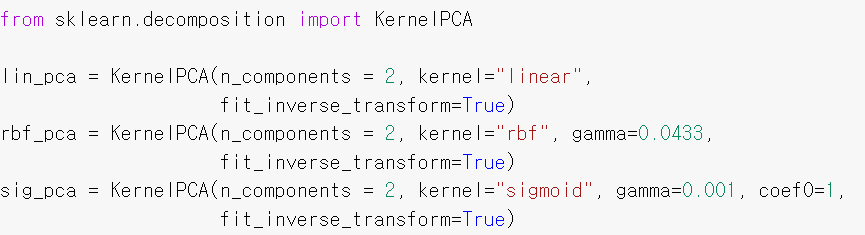 from sklearn.decomposition import KernelPCA
lin_pca = KernelPCA(n_components = 2, kernel="linear",
fit_inverse_transform=True)
rbf_pca = KernelPCA(n_components = 2, kernel="rbf", gamma=0.0433,
fit_inverse_transform=True)
sig_pca = KernelPCA(n_components = 2, kernel="sigmoid", gamma=0.001, coef0=1,
fit_inverse_transform=True)